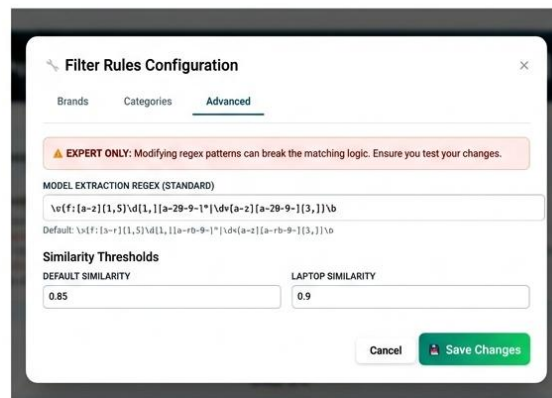 Filter Rules Configuration
Brands Categories Advanced
⚠ EXPERT ONLY: Modifying regex patterns can break the matching logic. Ensure you test your changes.
MODEL EXTRACTION REGEX (STANDARD)
Default:
Similarity Thresholds
DEFAULT SIMILARITY LAPTOP SIMILARITY
0.85 0.9
Cancel Save Changes